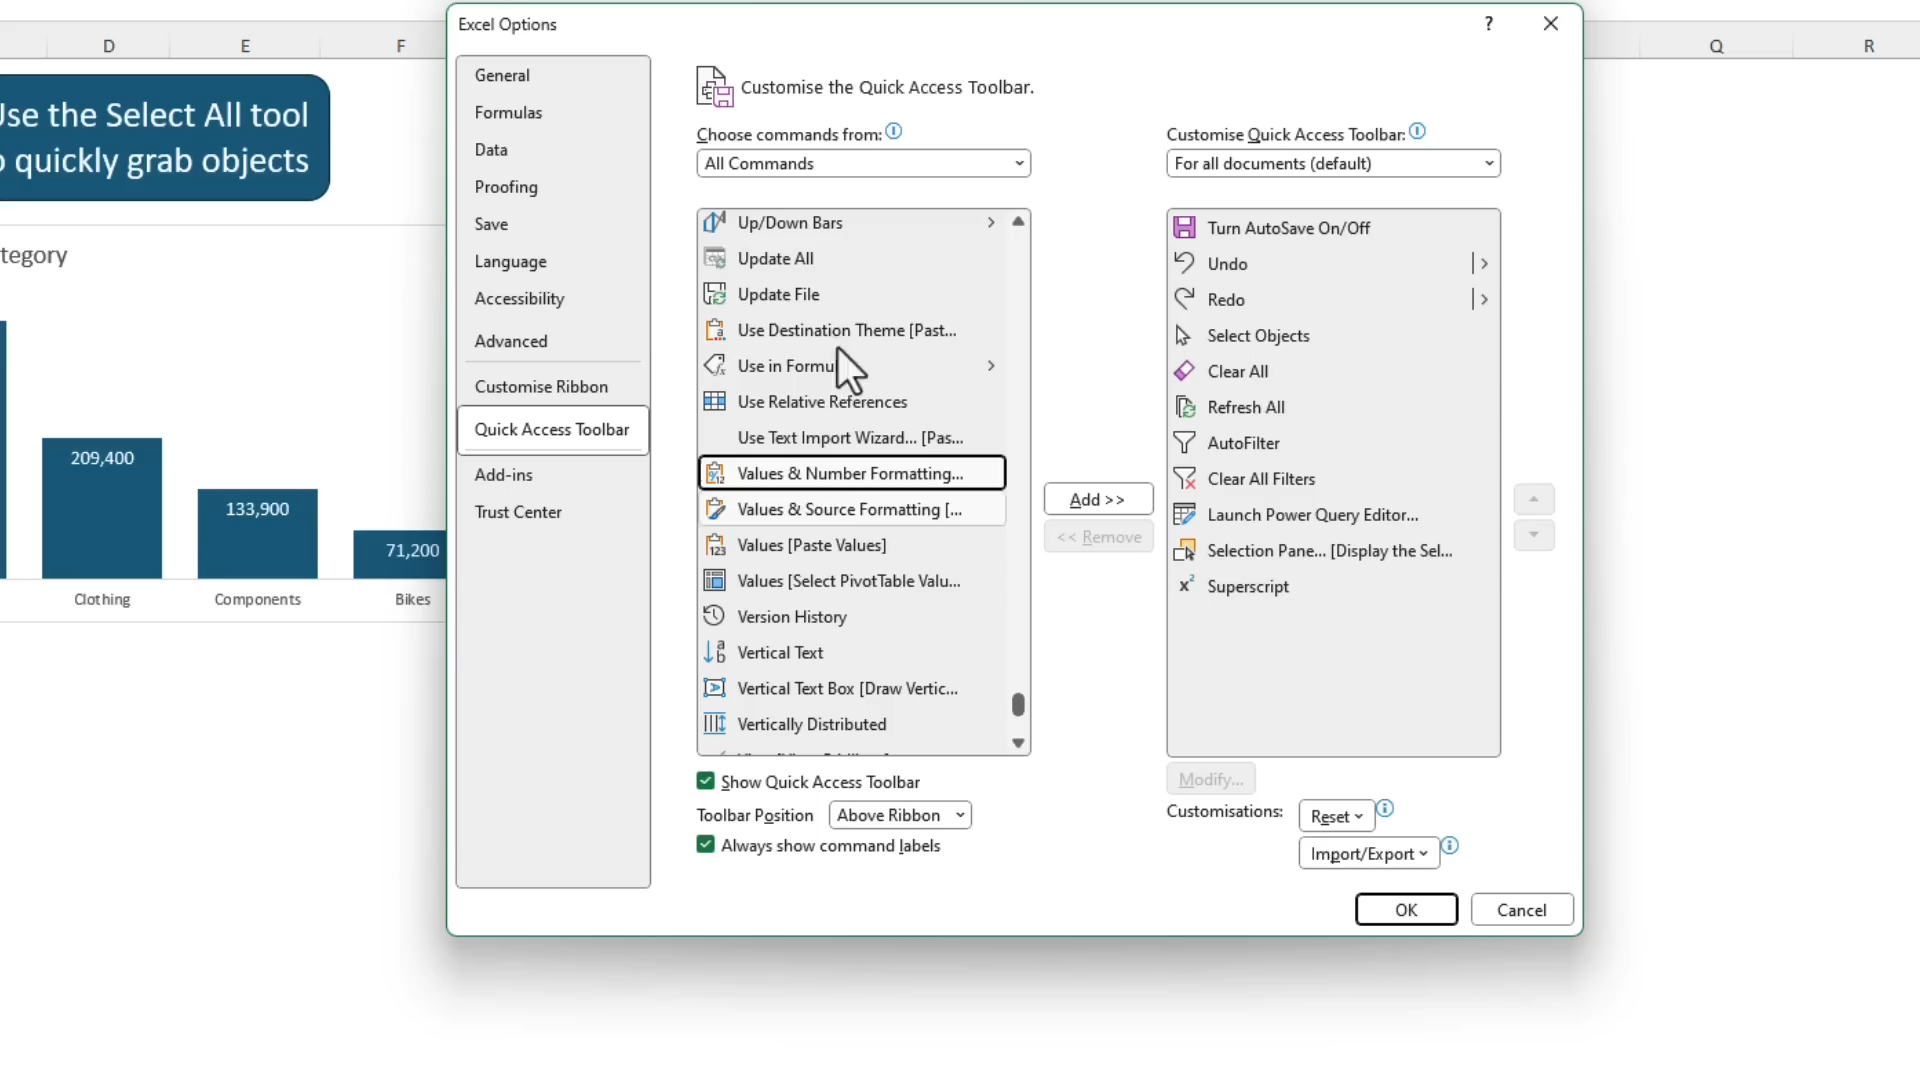 Excel Options
?
D
E
F
Q
R
Use the Select All tool
quickly grab objects
tegory
209,400
133,900
71,200
Clothing
Components
Bikes
General
Formulas
Data
Proofing
Save
Language
Accessibility
Advanced
Customise Ribbon
Quick Access Toolbar
Add-ins
Trust Center
Customise the Quick Access Toolbar.
Choose commands from:
All Commands
Up/Down Bars
Update All
Update File
Use Destination Theme [Past...
Use in Formu
Use Relative References
Use Text Import Wizard... [Pas...
Values & Number Formatting...
Values & Source Formatting [...
Values [Paste Values]
Values [Select PivotTable Valu...
Version History
Vertical Text
Vertical Text Box [Draw Vertic...
Vertically Distributed
Show Quick Access Toolbar
Toolbar Position
Above Ribbon
Always show command labels
Add >>
<< Remove
Customise Quick Access Toolbar:
For all documents (default)
Turn AutoSave On/Off
Undo
Redo
Select Objects
Clear All
Refresh All
AutoFilter
Clear All Filters
Launch Power Query Editor...
Selection Pane... [Display the Sel...
Superscript
Modify...
Customisations:
Reset
Import/Export
OK
Cancel